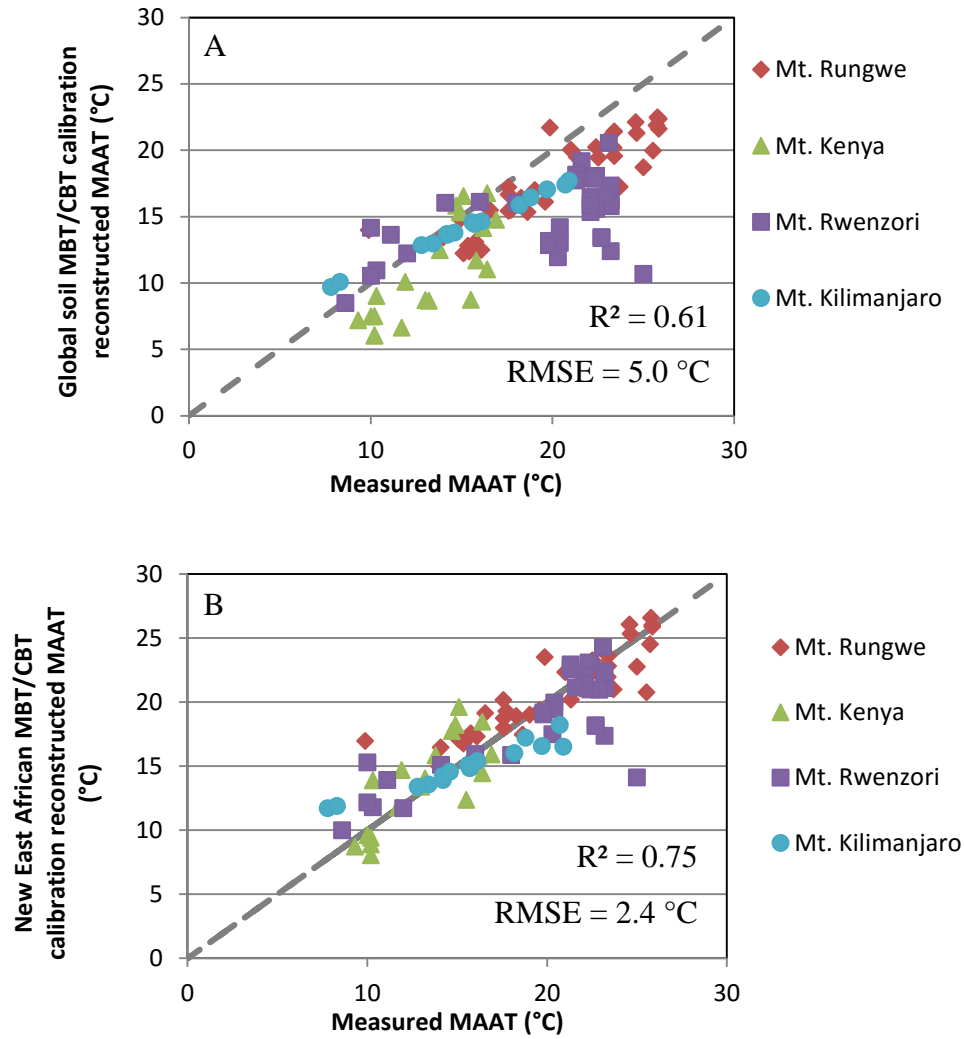 A
Global soil MBT/CBT calibration
reconstructed MAAT (°C)
30
25
20
15
10
5
0
0 10 20 30
Measured MAAT (°C)
R² = 0.61
RMSE = 5.0 °C
Mt. Rungwe
Mt. Kenya
Mt. Rwenzori
Mt. Kilimanjaro
B
New East African MBT/CBT
calibration reconstructed MAAT
(°C)
30
25
20
15
10
5
0
0 10 20 30
Measured MAAT (°C)
R² = 0.75
RMSE = 2.4 °C
Mt. Rungwe
Mt. Kenya
Mt. Rwenzori
Mt. Kilimanjaro